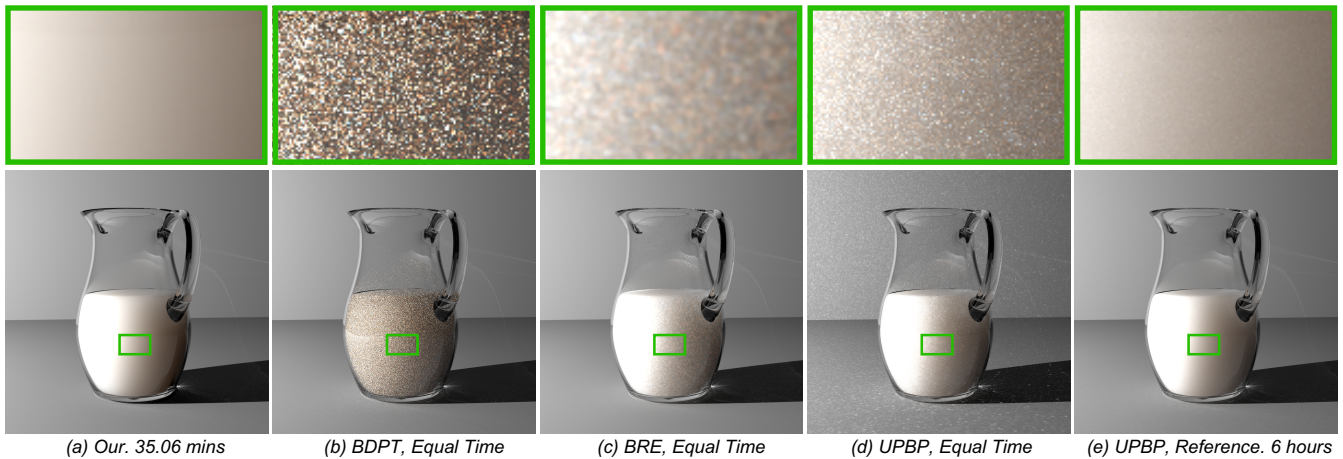 (a) Our. 35.06 mins
(b) BDPT, Equal Time
(c) BRE, Equal Time
(d) UPBP, Equal Time
(e) UPBP, Reference. 6 hours